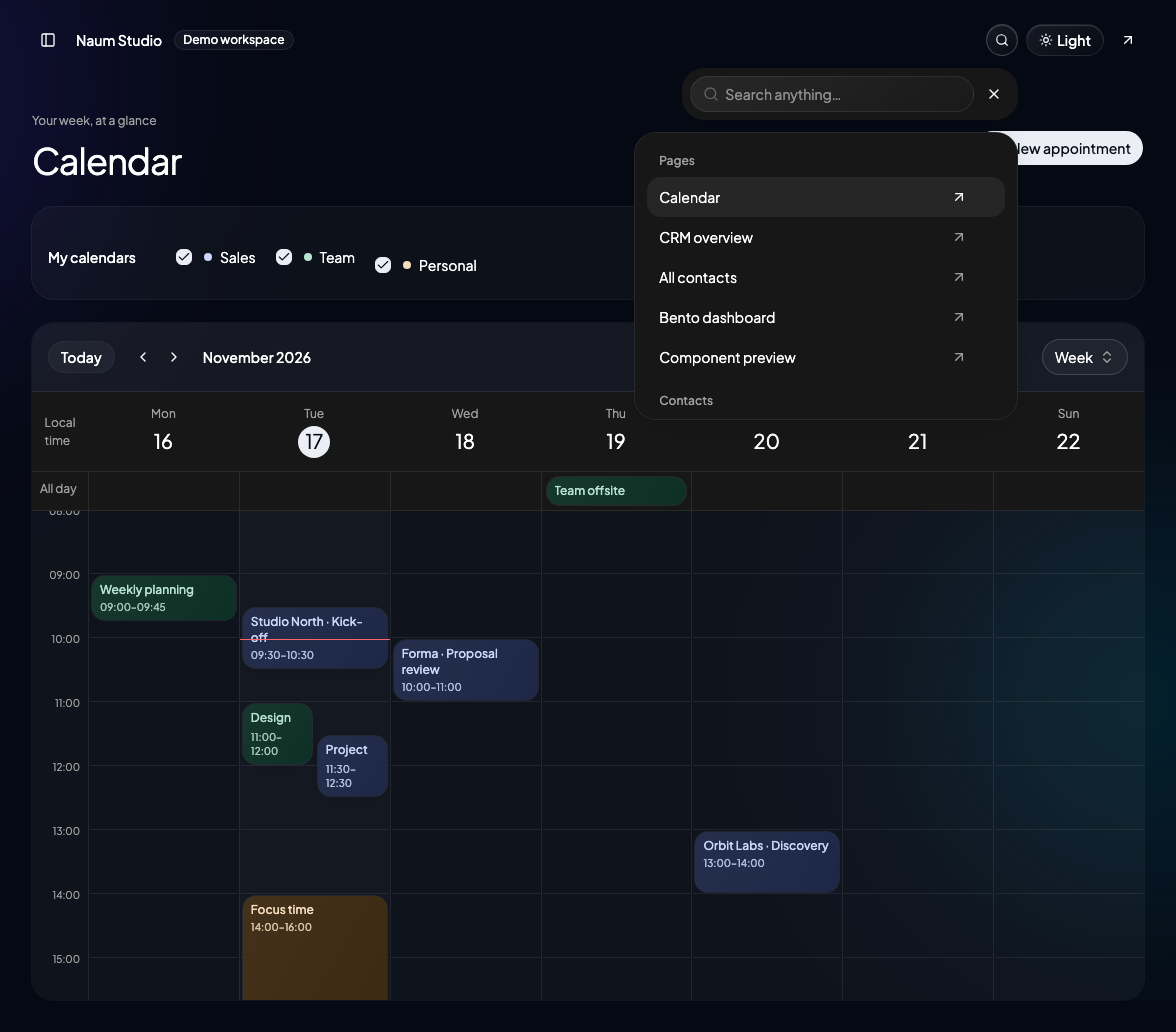 Naum Studio
Demo workspace
Light
Search anything…
Your week, at a glance
Calendar
New appointment
Pages
Calendar
CRM overview
All contacts
Bento dashboard
Component preview
Contacts
My calendars
Sales
Team
Personal
Today
November 2026
Week
Local
time
Mon
16
Tue
17
Wed
18
Thu
19
20
21
Sun
22
All day
Team offsite
08:00
09:00
Weekly planning
09:00–09:45
Studio North · Kick-
off
09:30–10:30
10:00
Forma · Proposal
review
10:00–11:00
11:00
Design
11:00–
12:00
Project
11:30–
12:30
12:00
13:00
Orbit Labs · Discovery
13:00–14:00
14:00
Focus time
14:00–16:00
15:00